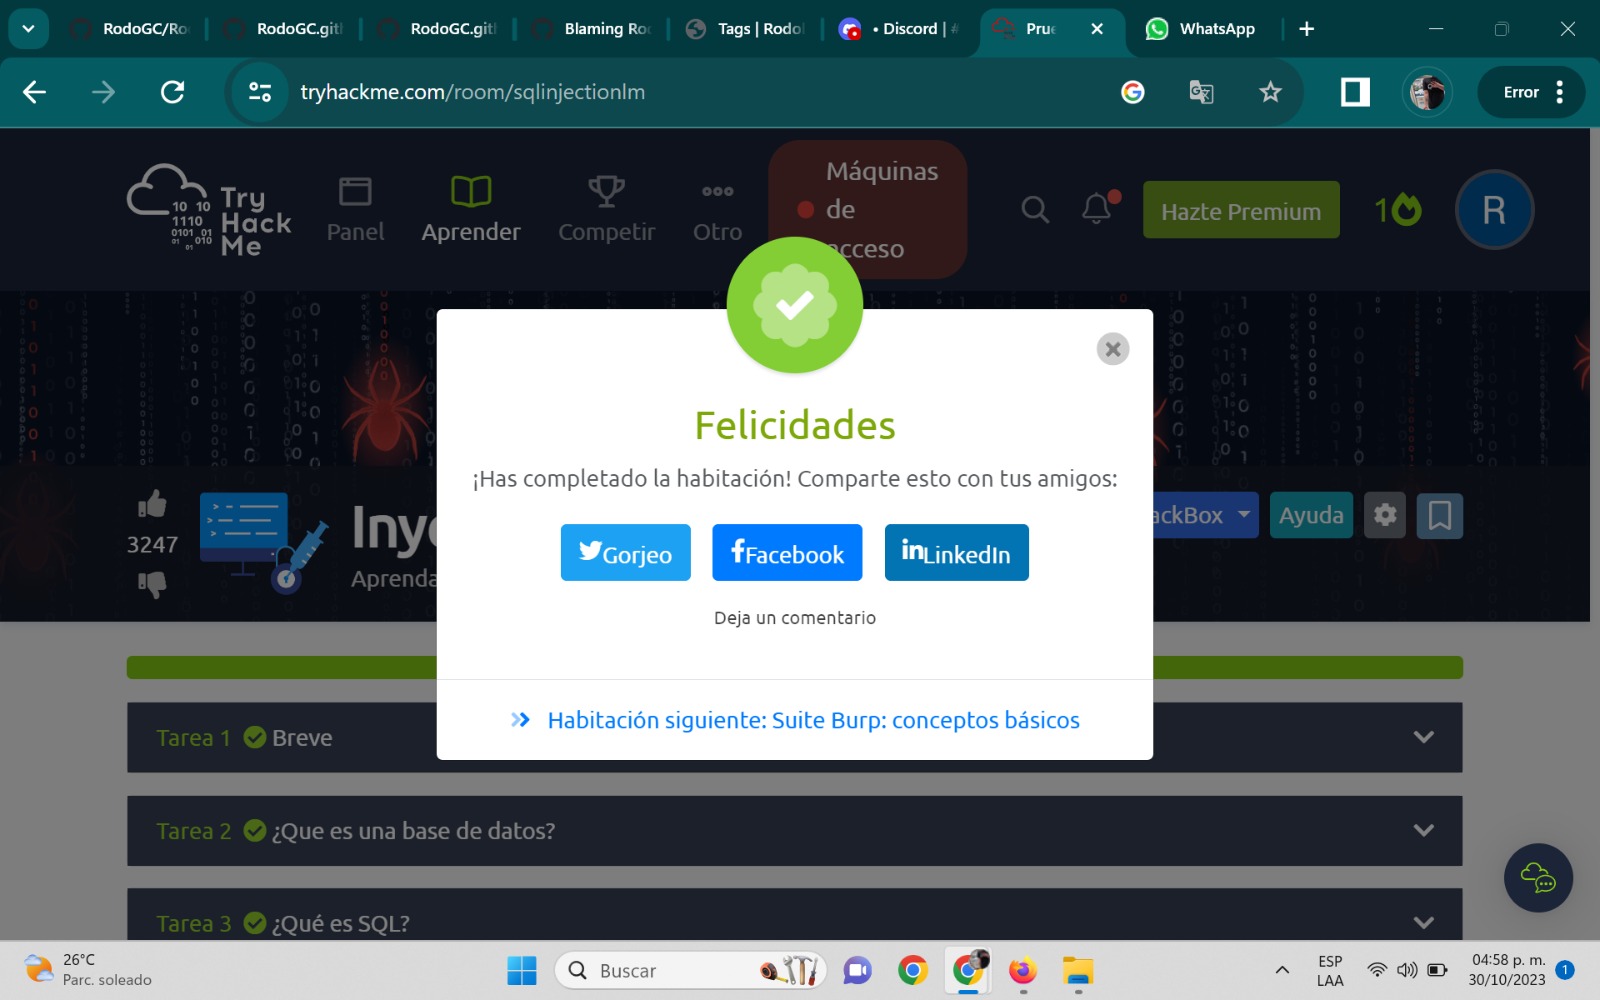 RodoGC/Ro
RodoGC.gith
RodoGC.gith
Blaming Ro
Tags | Rodol
• Discord | #
Prue
WhatsApp
tryhackme.com/room/sqlinjectionlm
Error
Try
Hack
Me
Panel
Aprender
Competir
Otro
Máquinas
de
acceso
Hazte Premium
1
R
Felicidades
¡Has completado la habitación! Comparte esto con tus amigos:
Gorjeo
Facebook
LinkedIn
Deja un comentario
Habitación siguiente: Suite Burp: conceptos básicos
3247
Inye
Aprenda
ackBox
Ayuda
Tarea 1 Breve
Tarea 2 ¿Que es una base de datos?
Tarea 3 ¿Qué es SQL?
26°C
Parc. soleado
Buscar
ESP
LAA
04:58 p. m.
30/10/2023
1